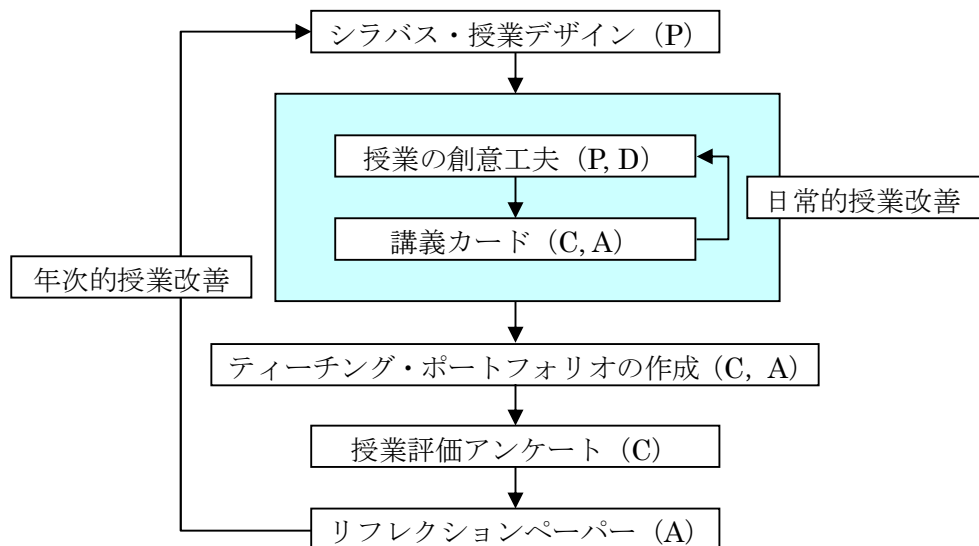 シラバス・授業デザイン（P）
授業の創意工夫（P, D）
日常的授業改善
講義カード（C, A）
年次的授業改善
ティーチング・ポートフォリオの作成（C, A）
授業評価アンケート（C）
リフレクションペーパー（A）